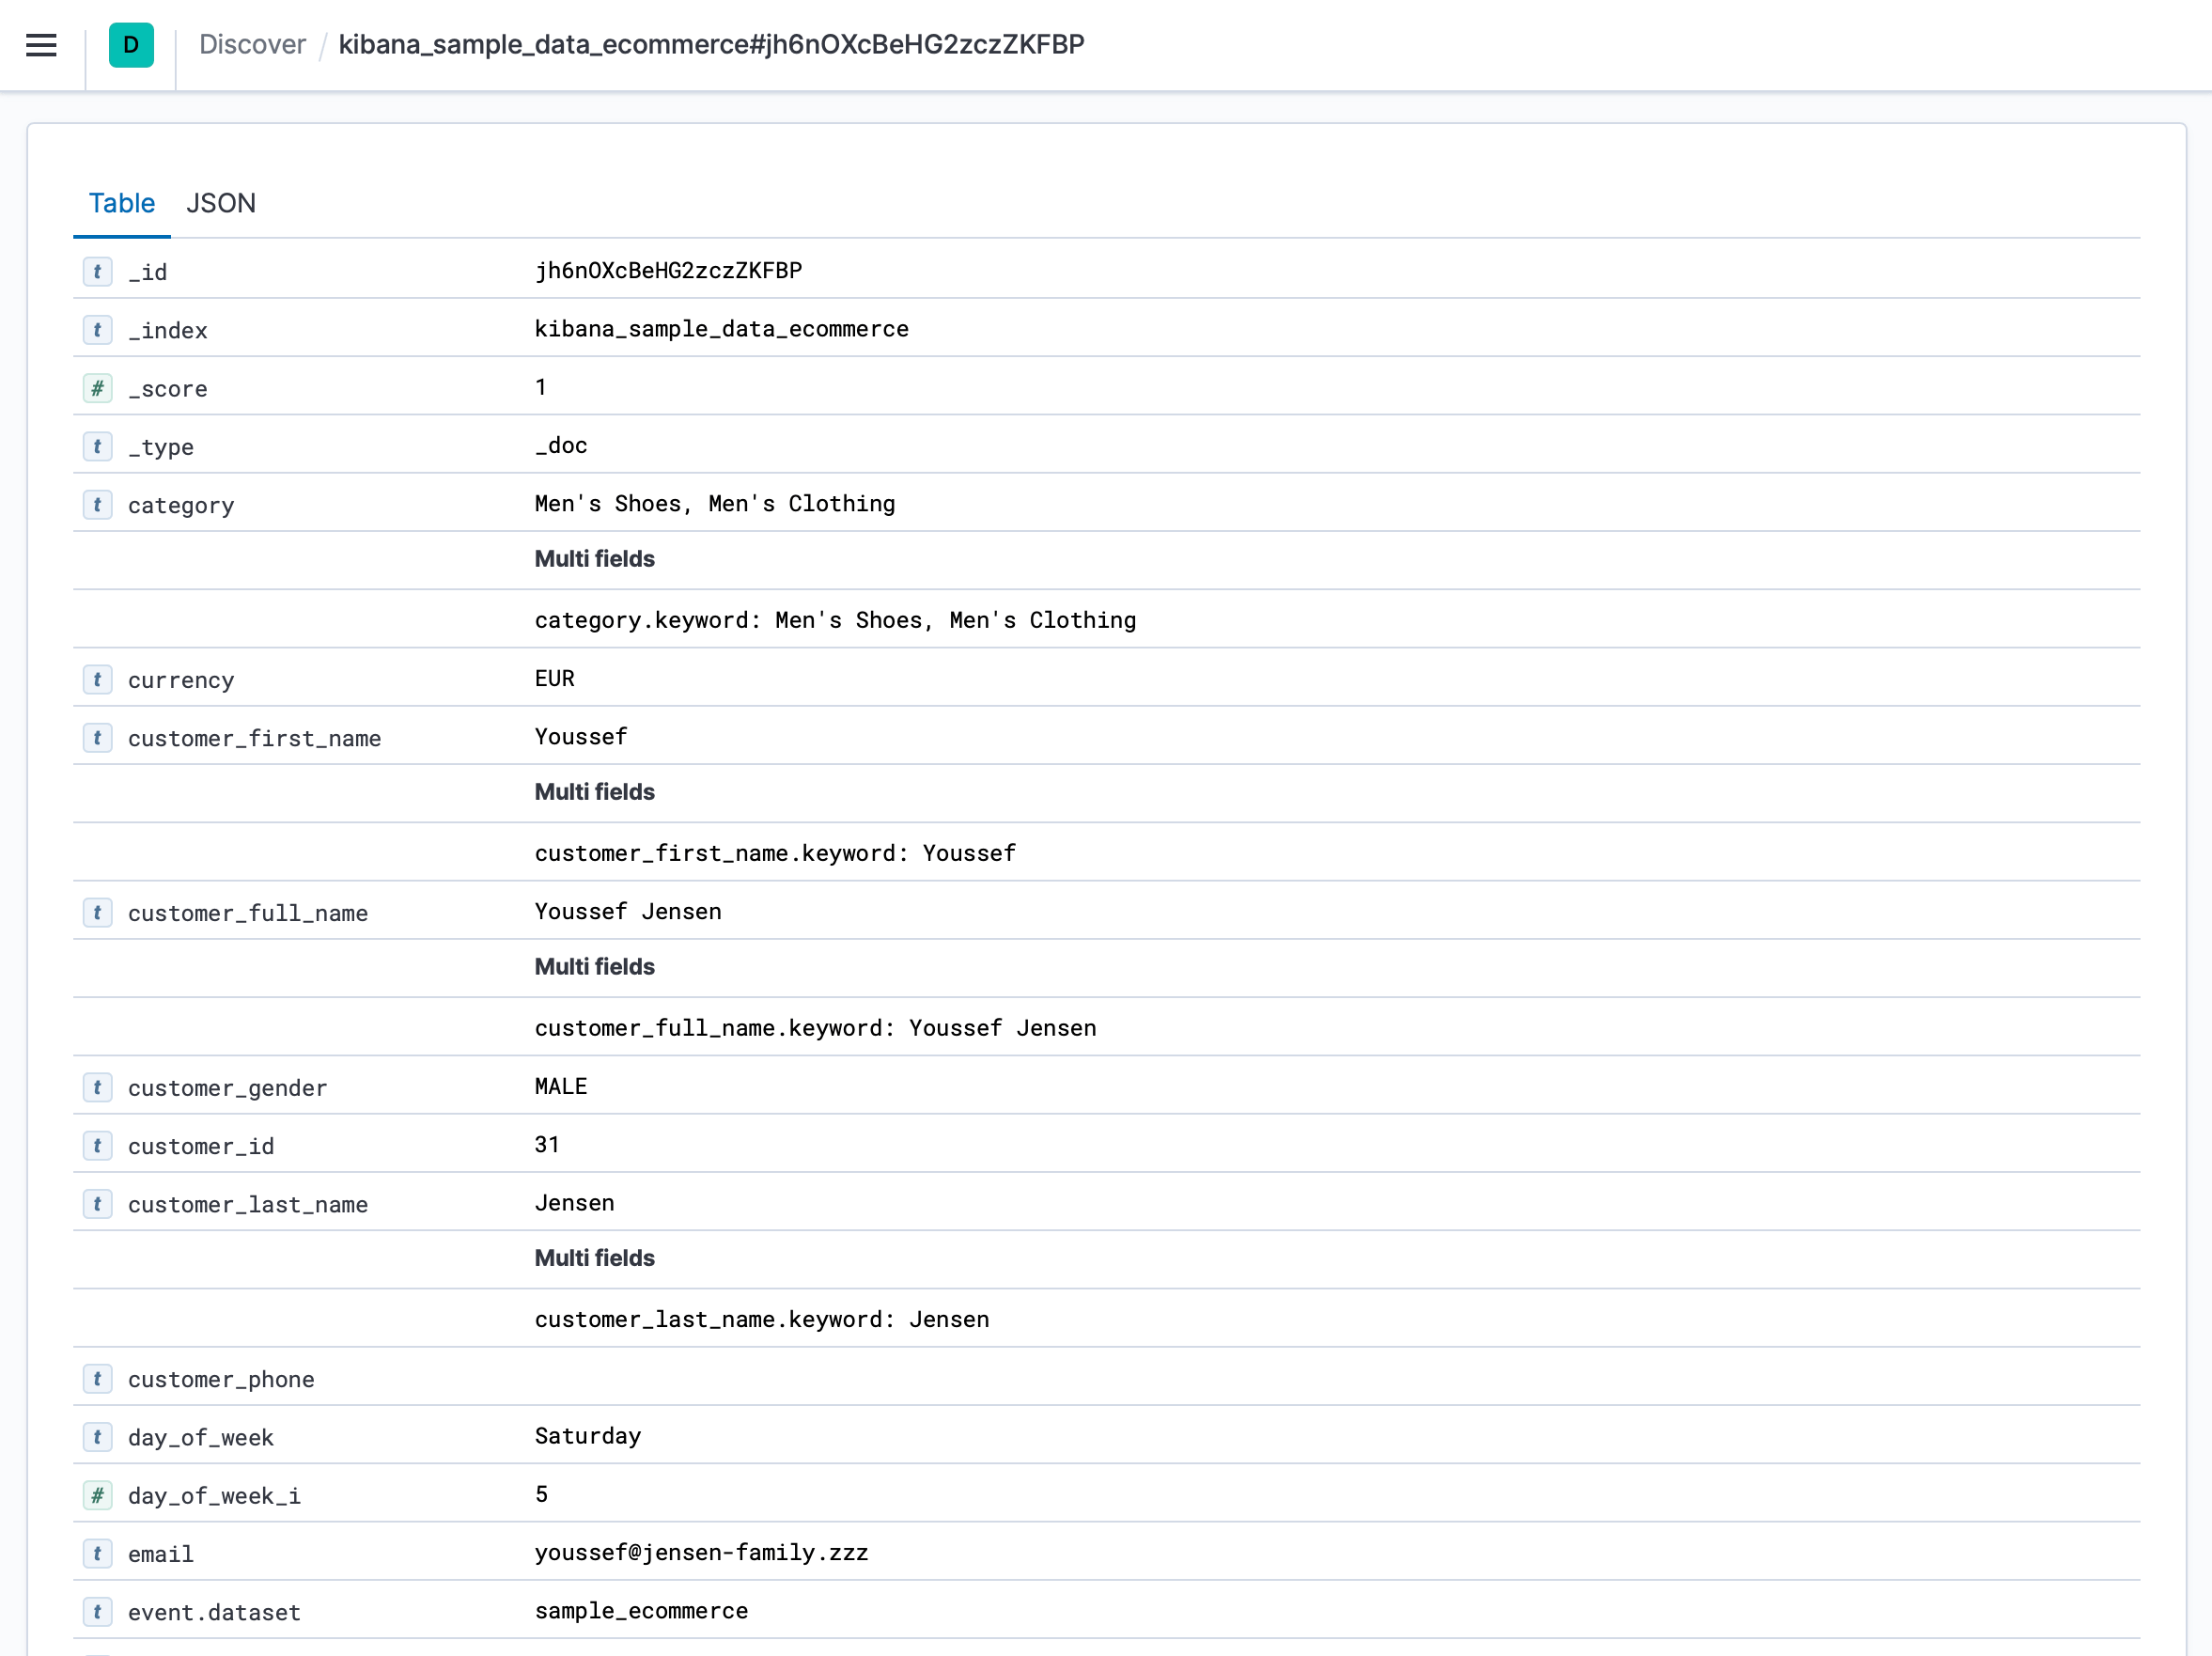 D Discover / kibana_sample_data_ecommerce#jh6nOXcBeHG2zczZKFBP
Table JSON
t _id jh6nOXcBeHG2zczZKFBP
t _index kibana_sample_data_ecommerce
# _score 1
t _type _doc
t category Men's Shoes, Men's Clothing
Multi fields
category.keyword: Men's Shoes, Men's Clothing
t currency EUR
t customer_first_name Youssef
Multi fields
customer_first_name.keyword: Youssef
t customer_full_name Youssef Jensen
Multi fields
customer_full_name.keyword: Youssef Jensen
t customer_gender MALE
t customer_id 31
t customer_last_name Jensen
Multi fields
customer_last_name.keyword: Jensen
t customer_phone
t day_of_week Saturday
# day_of_week_i 5
t email youssef@jensen-family.zzz
t event.dataset sample_ecommerce